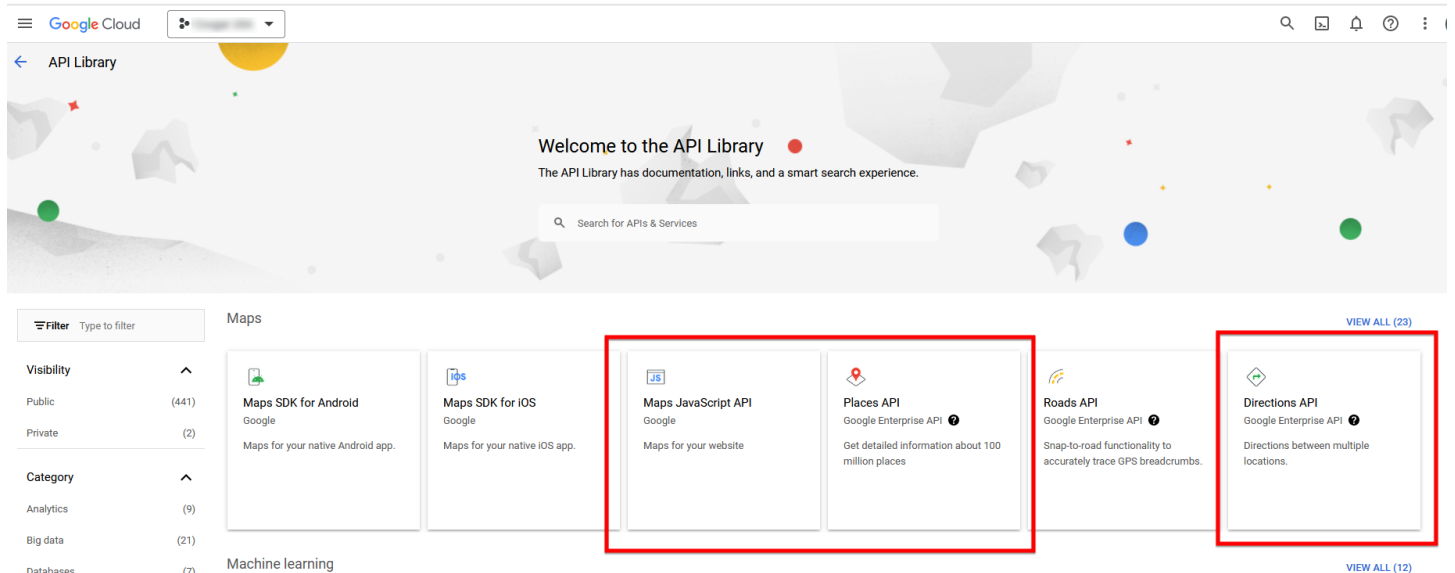 Google Cloud
API Library
Welcome to the API Library
The API Library has documentation, links, and a smart search experience.
Search for APIs & Services
Filter Type to filter
Visibility
Public (441)
Private (2)
Category
Analytics (9)
Big data (21)
Databases (7)
Maps
VIEW ALL (23)
Maps SDK for Android
Google
Maps for your native Android app.
iOS
Maps SDK for iOS
Google
Maps for your native iOS app.
JS
Maps JavaScript API
Google
Maps for your website
Places API
Google Enterprise API ?
Get detailed information about 100
million places
Roads API
Google Enterprise API ?
Snap-to-road functionality to
accurately trace GPS breadcrumbs.
Directions API
Google Enterprise API ?
Directions between multiple
locations.
Machine learning
VIEW ALL (12)